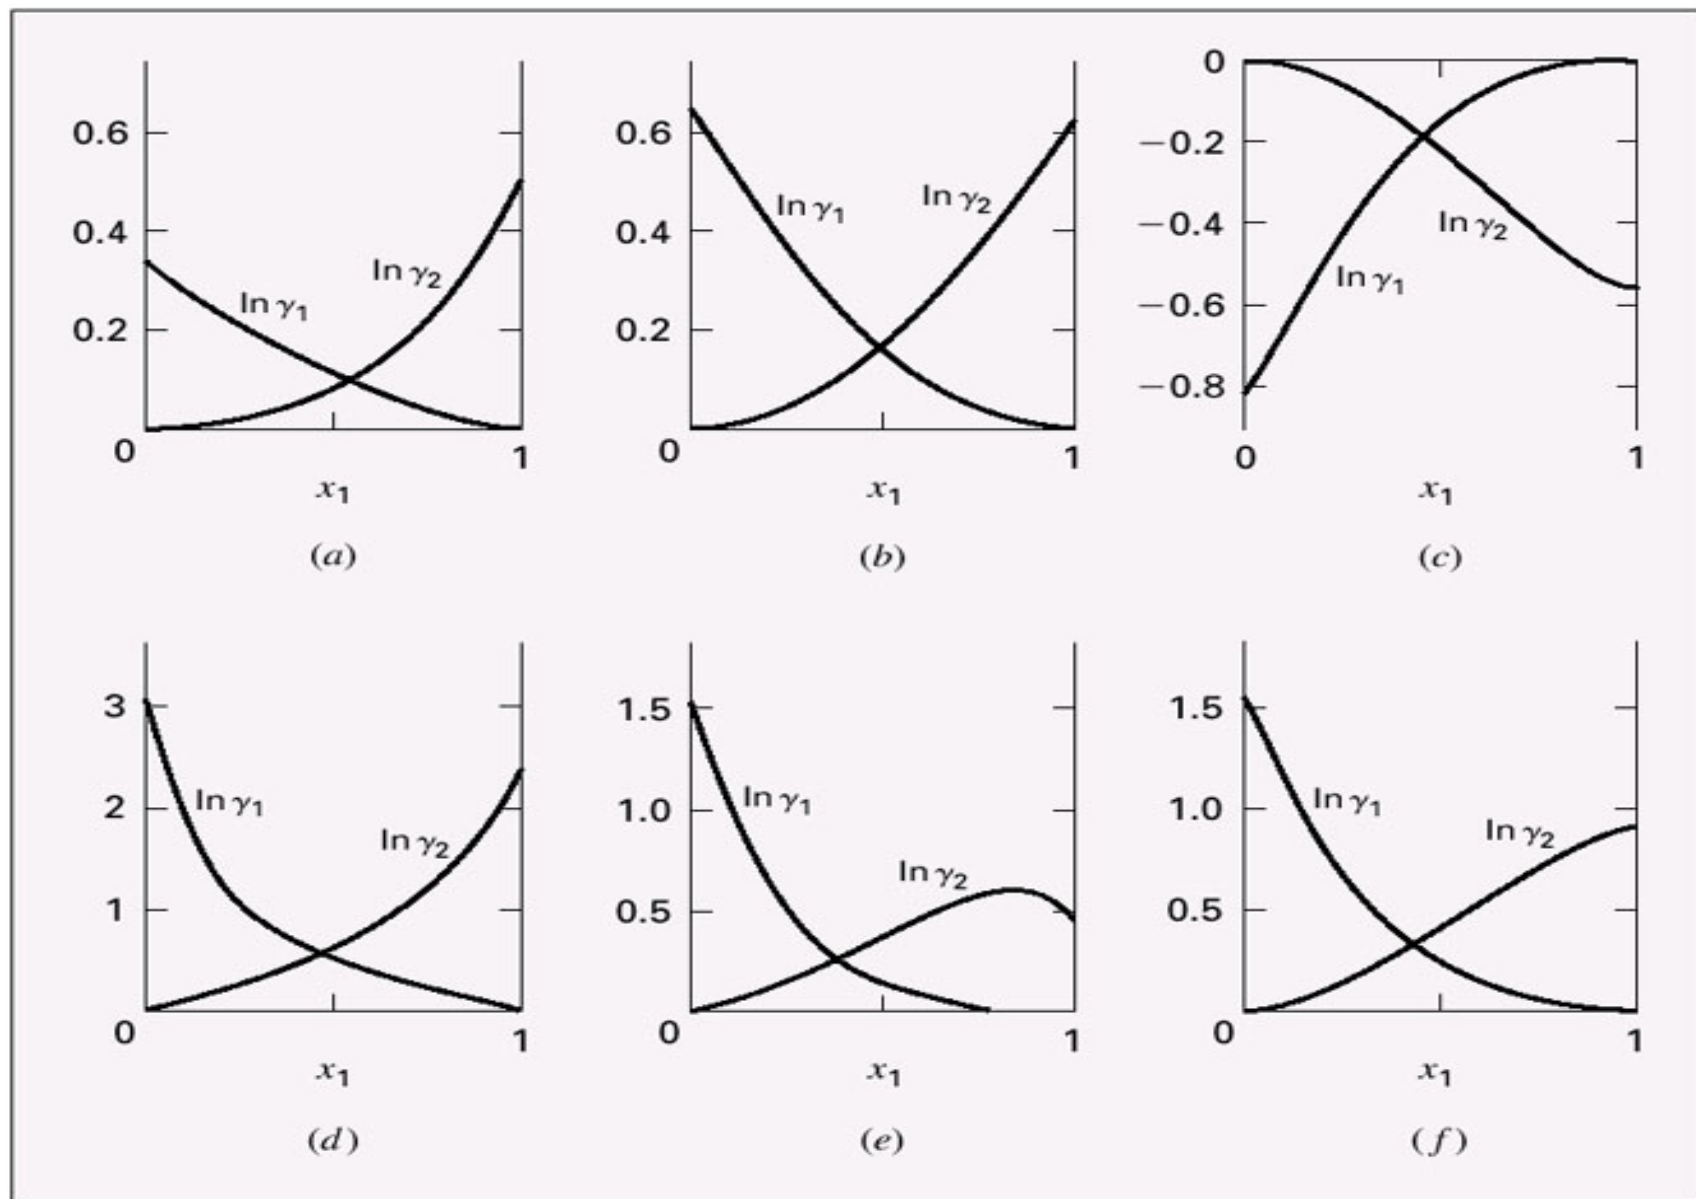 0.6 0.4 0.2 0 ln γ₁ ln γ₂ 1 x₁
(a)
0.6 0.4 0.2 0 ln γ₁ ln γ₂ 1 x₁
(b)
0 −0.2 −0.4 −0.6 −0.8 ln γ₂ ln γ₁ 0 1 x₁
(c)
3 2 1 0 ln γ₁ ln γ₂ 1 x₁
(d)
1.5 1.0 0.5 0 ln γ₁ ln γ₂ 1 x₁
(e)
1.5 1.0 0.5 0 ln γ₁ ln γ₂ 1 x₁
(f)